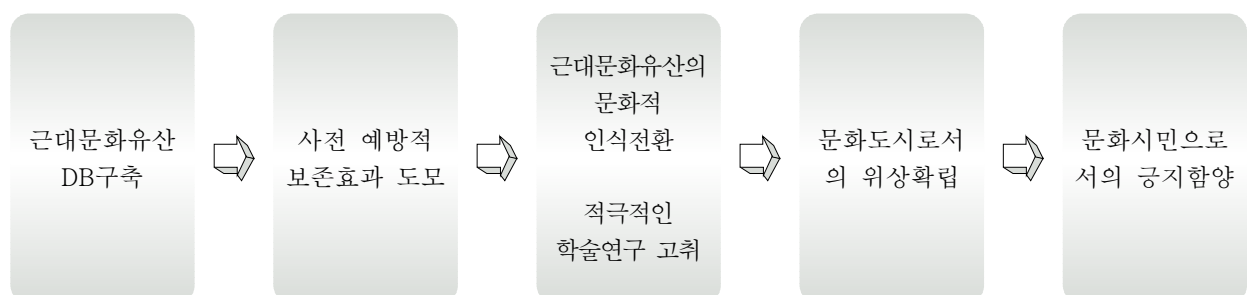 근대문화유산
DB구축
사전 예방적
보존효과 도모
근대문화유산의
문화적
인식전환
적극적인
학술연구 고취
문화도시로서
의 위상확립
문화시민으로
서의 긍지함양